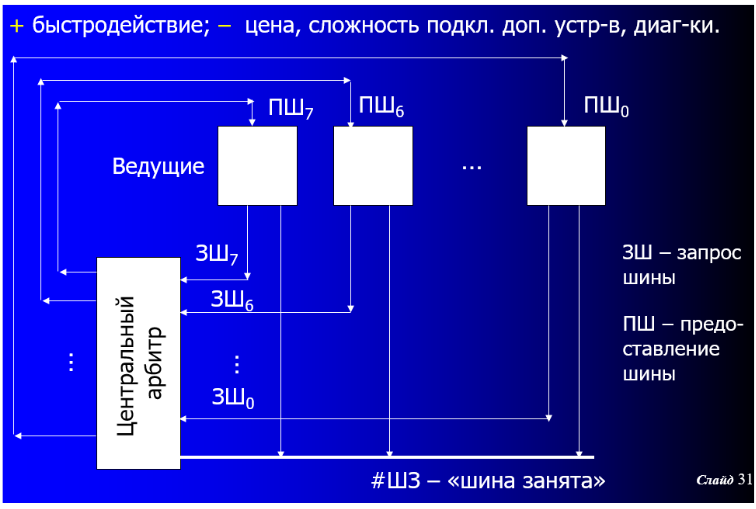 + быстродействие; – цена, сложность подкл. доп. устр-в, диаг-ки.
ПШ7 ПШ6 ПШ0
Ведущие ...
ЗШ7
ЗШ6
...
ЗШ0
...
Центральный
арбитр
ЗШ – запрос
шины
ПШ – предо-
ставление
шины
#ШЗ – «шина занята»
Слайд 31